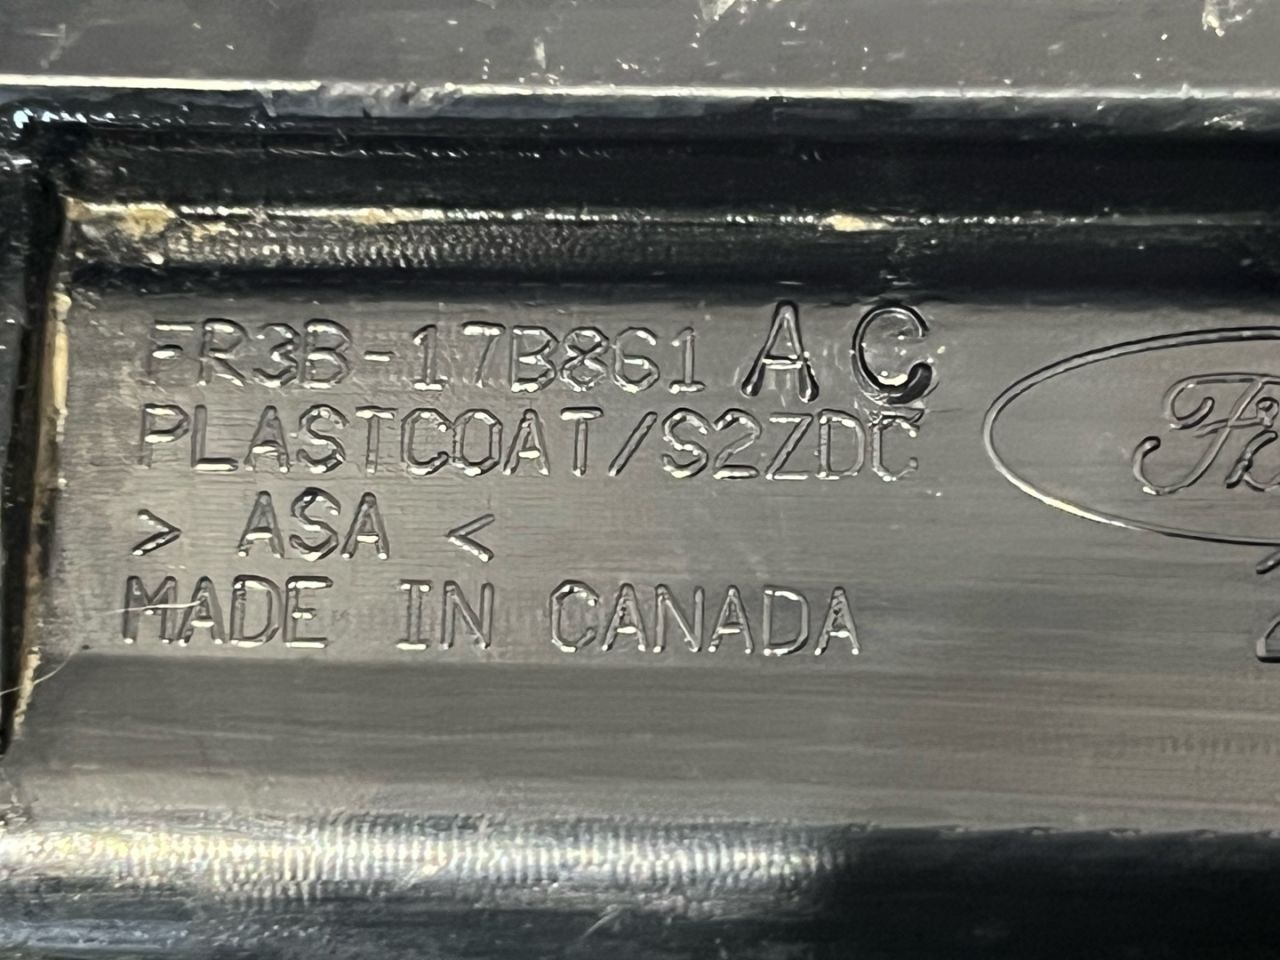 FR3B-17B861 AC
PLASTCOAT/S2ZDC
> ASA <
MADE IN CANADA